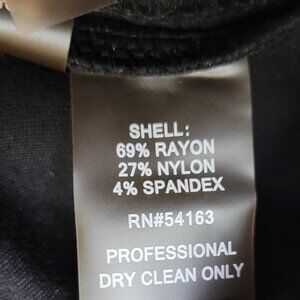 SHELL:
69% RAYON
27% NYLON
4% SPANDEX
RN#54163
PROFESSIONAL
DRY CLEAN ONLY